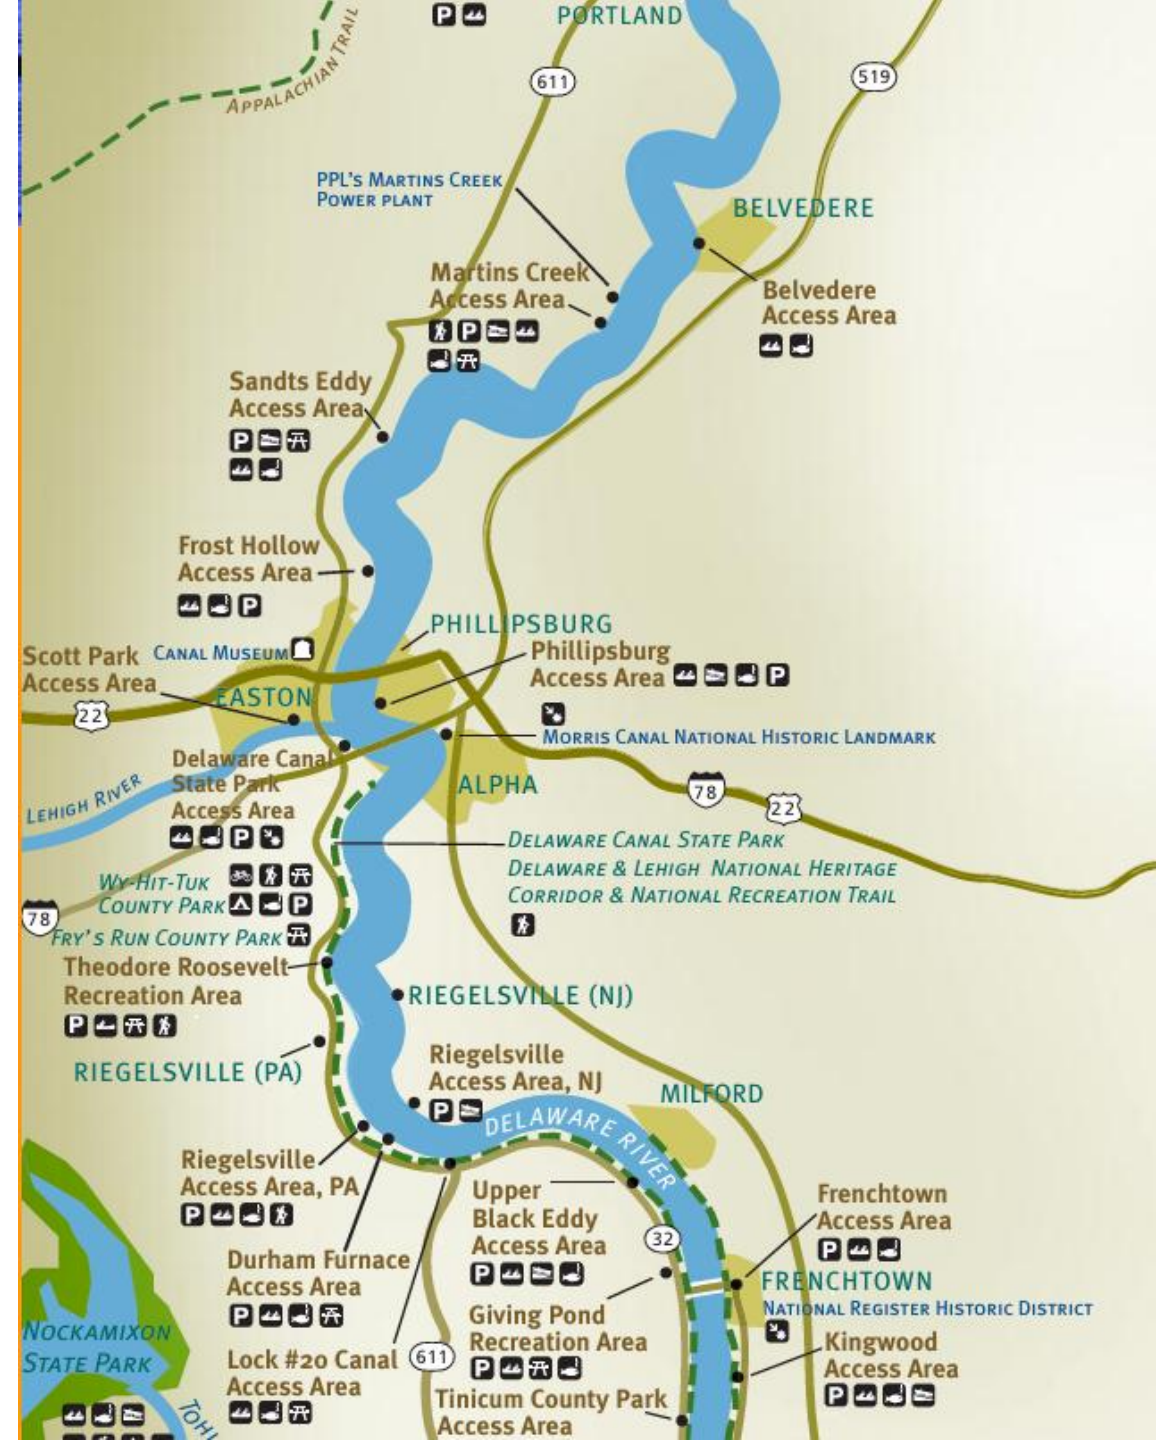 P
PORTLAND
APPALACHIAN TRAIL
611
519
PPL'S MARTINS CREEK
POWER PLANT
BELVEDERE
Martins Creek
Access Area
P
Belvedere
Access Area
Sandts Eddy
Access Area
P
Frost Hollow
Access Area
P
PHILLIPSBURG
CANAL MUSEUM
Scott Park
Access Area
Phillipsburg
Access Area
P
EASTON
22
MORRIS CANAL NATIONAL HISTORIC LANDMARK
Delaware Canal
State Park
Access Area
P
LEHIGH RIVER
ALPHA
78
22
DELAWARE CANAL STATE PARK
DELAWARE & LEHIGH NATIONAL HERITAGE
CORRIDOR & NATIONAL RECREATION TRAIL
WY-HIT-TUK
COUNTY PARK
P
78
FRY'S RUN COUNTY PARK
Theodore Roosevelt
Recreation Area
P
RIEGELSVILLE (NJ)
RIEGELSVILLE (PA)
Riegelsville
Access Area, NJ
P
MILFORD
DELAWARE RIVER
Riegelsville
Access Area, PA
P
Upper
Black Eddy
Access Area
P
32
Frenchtown
Access Area
P
Durham Furnace
Access Area
P
FRENCHTOWN
NATIONAL REGISTER HISTORIC DISTRICT
Giving Pond
Recreation Area
P
NOCKAMIXON
STATE PARK
Kingwood
Access Area
P
Lock #20 Canal
Access Area
611
Tinicum County Park
Access Area
TOHI